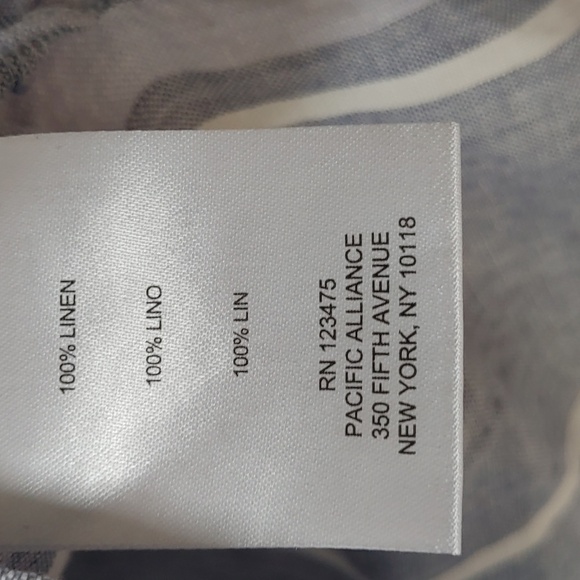 100% LINEN
100% LINO
100% LIN
RN 123475
PACIFIC ALLIANCE
350 FIFTH AVENUE
NEW YORK, NY 10118